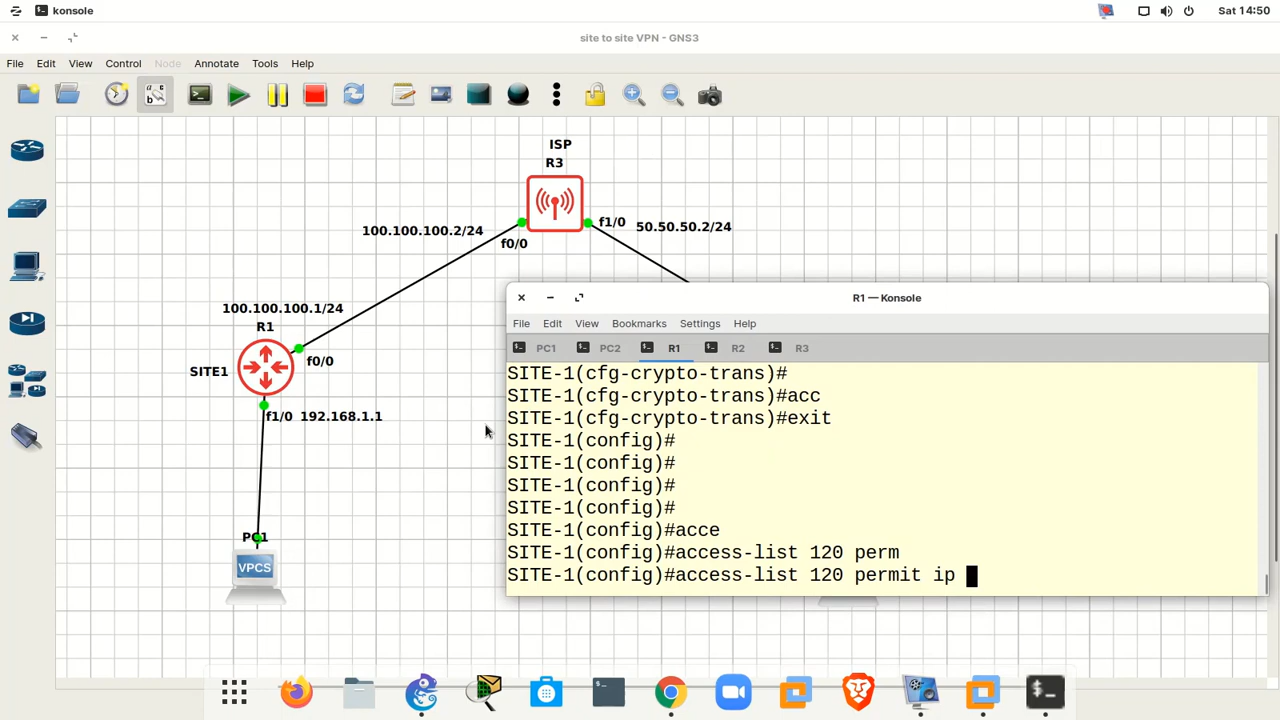 konsole
Sat 14:50
site to site VPN - GNS3
File Edit View Control Node Annotate Tools Help
ISP
R3
100.100.100.2/24
f1/0 50.50.50.2/24
f0/0
100.100.100.1/24
R1
f0/0
SITE1
f1/0 192.168.1.1
PC1
VPCS
R1 — Konsole
File Edit View Bookmarks Settings Help
PC1 PC2 R1 R2 R3
SITE-1(cfg-crypto-trans)#
SITE-1(cfg-crypto-trans)#acc
SITE-1(cfg-crypto-trans)#exit
SITE-1(config)#
SITE-1(config)#
SITE-1(config)#
SITE-1(config)#
SITE-1(config)#acce
SITE-1(config)#access-list 120 perm
SITE-1(config)#access-list 120 permit ip